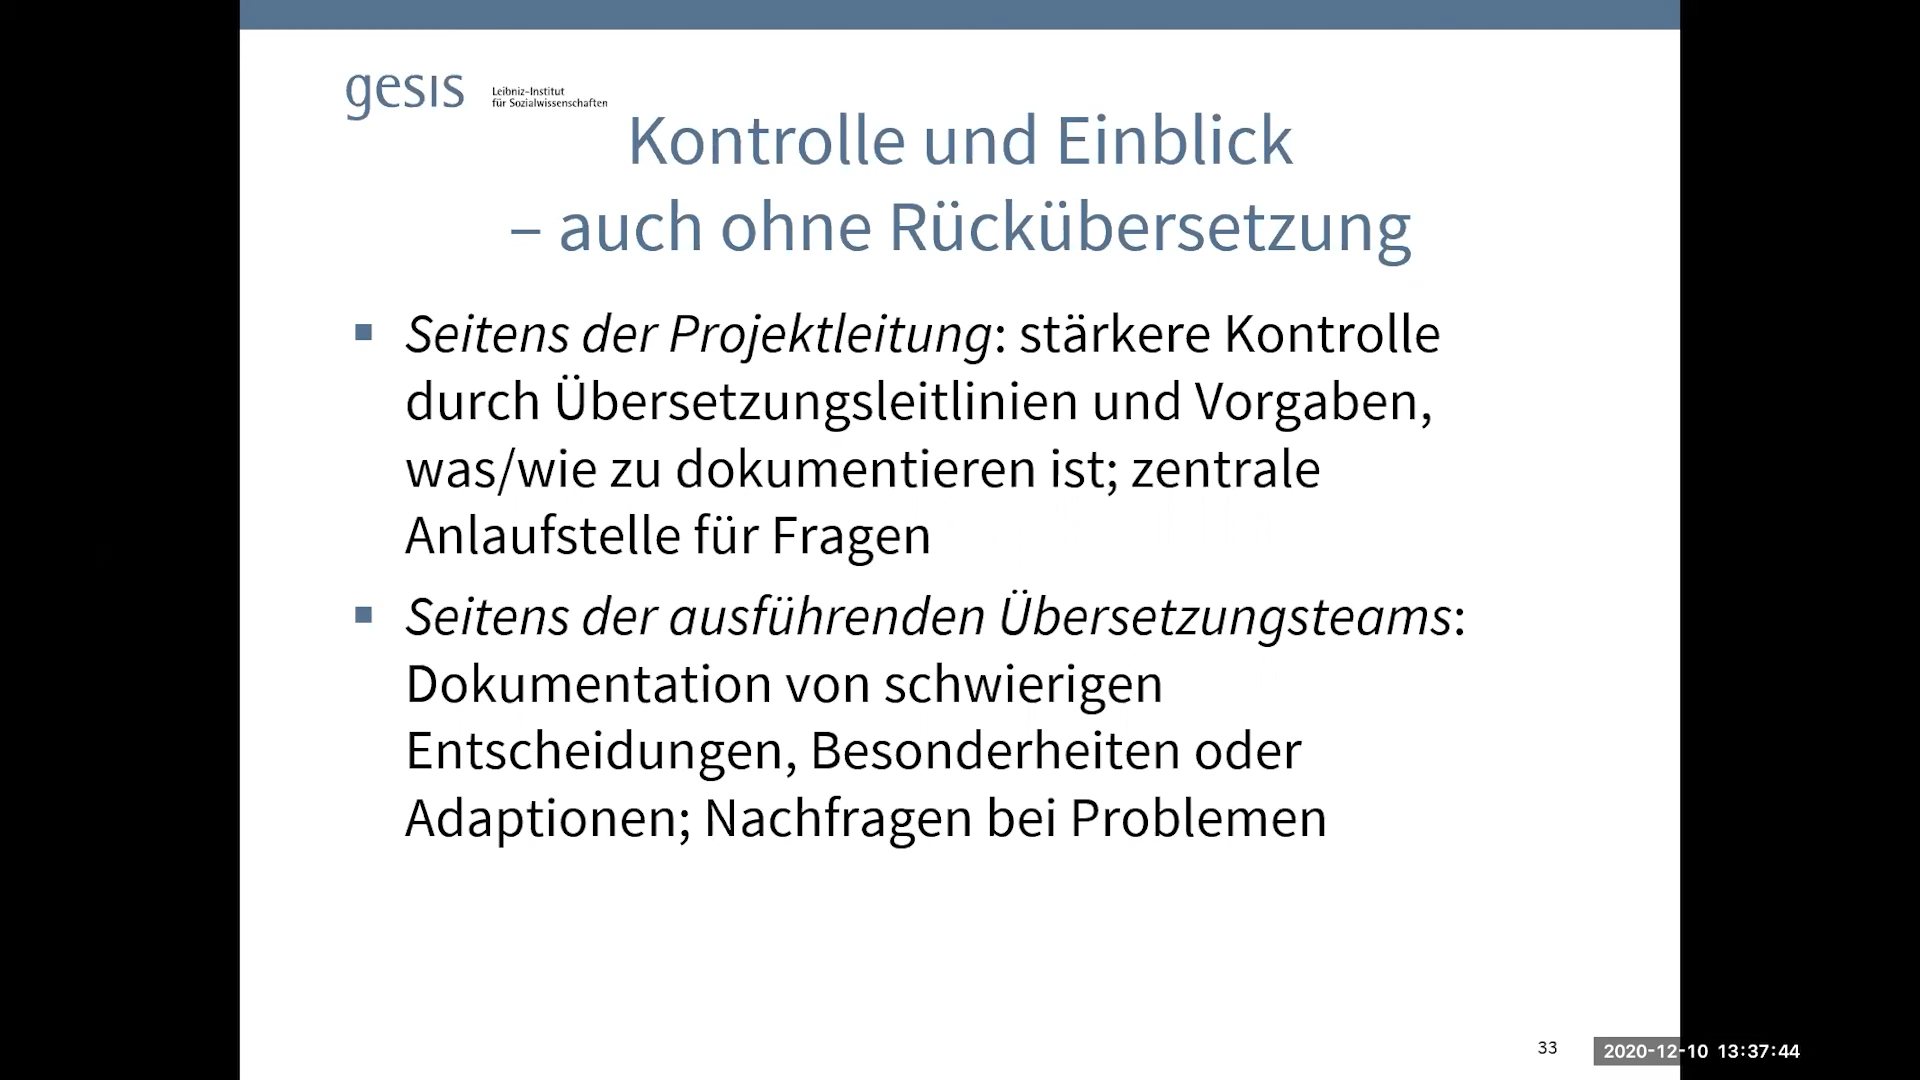 gesis
Leibniz-Institut
für Sozialwissenschaften
Kontrolle und Einblick
– auch ohne Rückübersetzung
▪ Seitens der Projektleitung: stärkere Kontrolle
durch Übersetzungsleitlinien und Vorgaben,
was/wie zu dokumentieren ist; zentrale
Anlaufstelle für Fragen
▪ Seitens der ausführenden Übersetzungsteams:
Dokumentation von schwierigen
Entscheidungen, Besonderheiten oder
Adaptionen; Nachfragen bei Problemen
33
2020-12-10 13:37:44